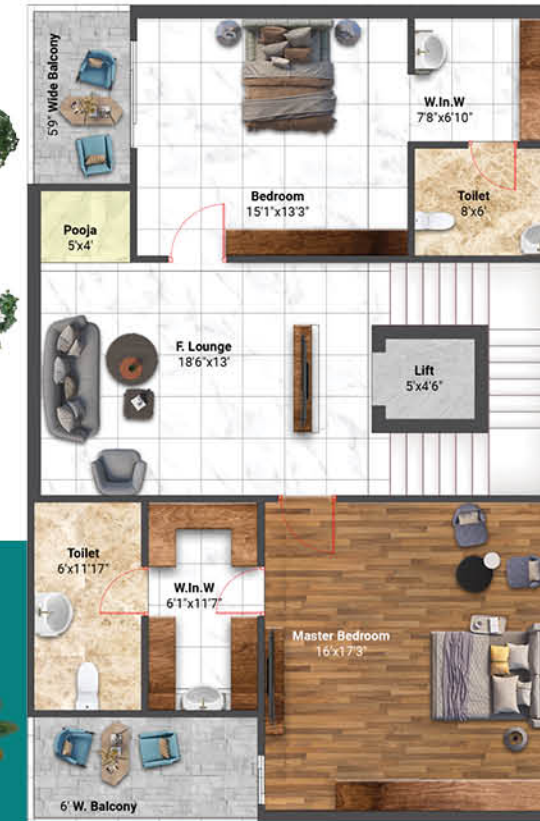 5'9" Wide Balcony
W.In.W
7'8"x6'10"
Bedroom
15'1"x13'3"
Toilet
8'x6'
Pooja
5'x4'
F. Lounge
18'6"x13'
Lift
5'x4'6"
Toilet
6'x11'17"
W.In.W
6'1"x11'7"
Master Bedroom
16'x17'3"
6' W. Balcony